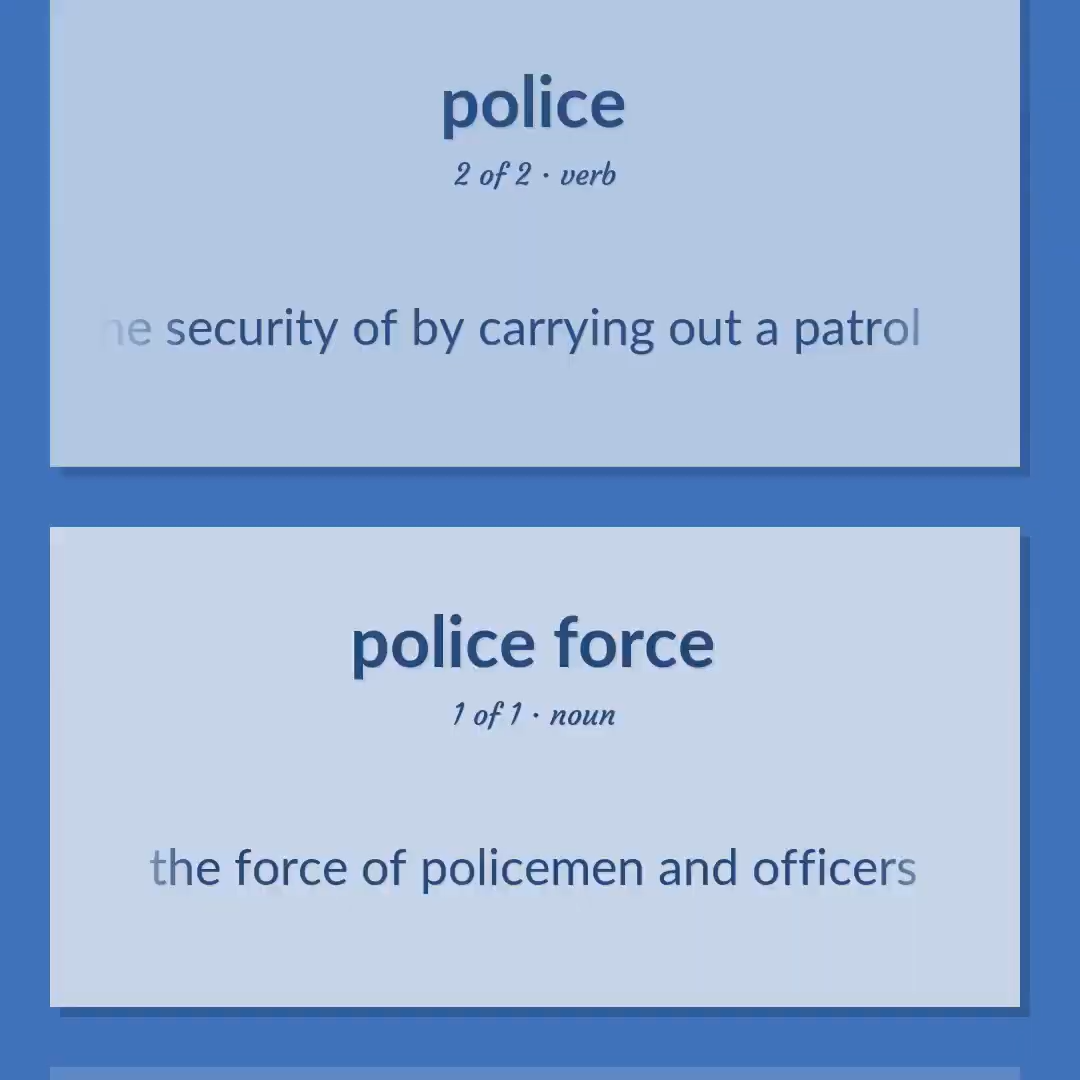 police
2 of 2 · verb
security of by carrying out a patrol
police force
1 of 1 · noun
the force of policemen and officers